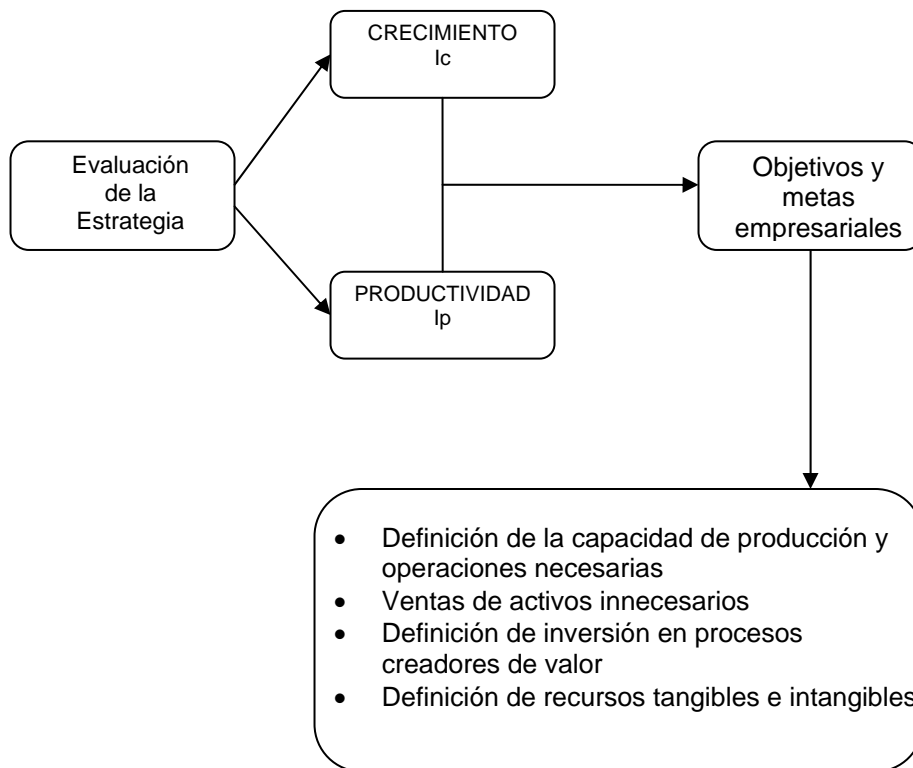 CRECIMIENTO
Ic
Evaluación
de la
Estrategia
Objetivos y
metas
empresariales
PRODUCTIVIDAD
Ip
• Definición de la capacidad de producción y
operaciones necesarias
• Ventas de activos innecesarios
• Definición de inversión en procesos
creadores de valor
• Definición de recursos tangibles e intangibles